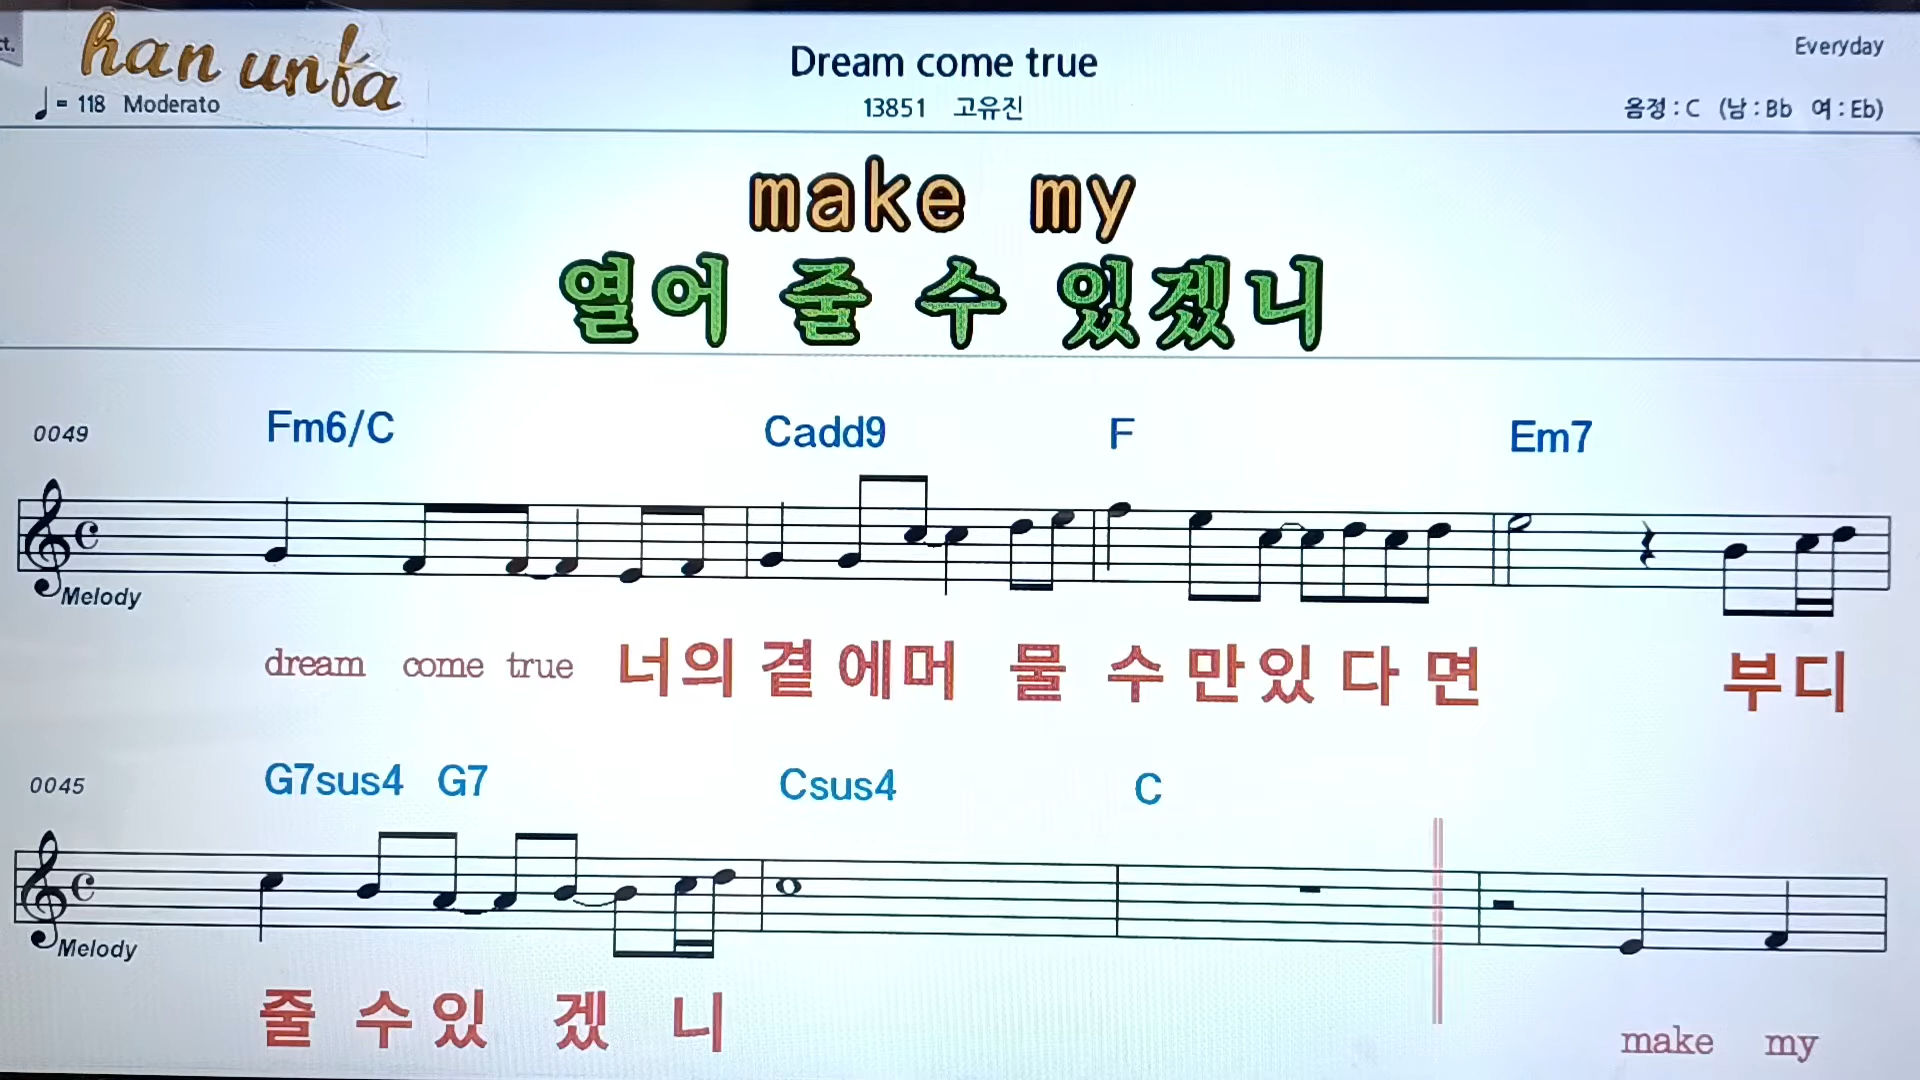 ct.
han unfa
Dream come true
Everyday
= 118 Moderato
13851 고유진
음정 : C (남 : Bb 여 : Eb)
make my
열어 줄 수 있겠니
0049
Fm6/C Cadd9 F Em7
Melody
dream come true 너의 곁에머 물 수 만있 다 면 부디
0045
G7sus4 G7 Csus4 C
Melody
줄 수있 겠 니
make my